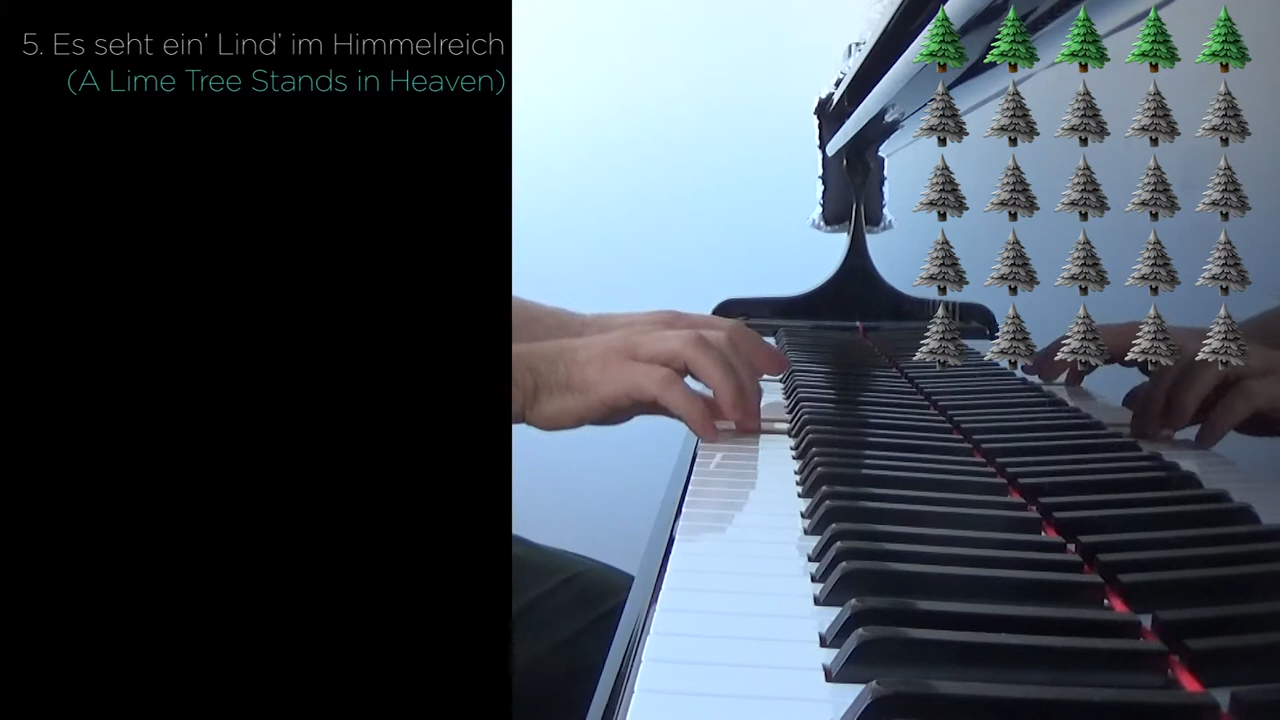 5. Es seht ein’ Lind’ im Himmelreich
(A Lime Tree Stands in Heaven)